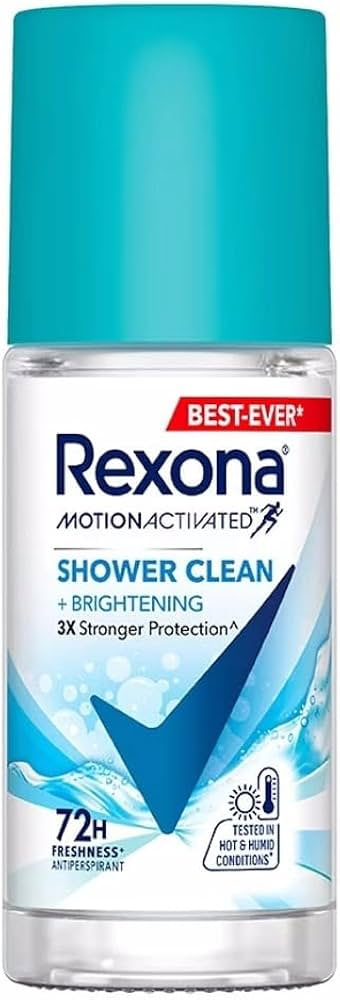 BEST-EVER*
Rexona®
MOTIONACTIVATED™
SHOWER CLEAN
+ BRIGHTENING
3X Stronger Protection^
72H
FRESHNESS+
ANTIPERSPIRANT
TESTED IN
HOT & HUMID
CONDITIONS*